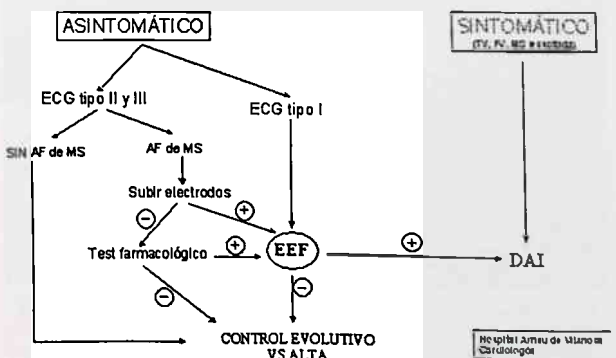 ASINTOMÁTICO
SINTOMÁTICO
ECG tipo II y III
ECG tipo I
SIN AF de MS
AF de MS
Subir electrodos
Test farmacológico
EEF
DAI
CONTROL EVOLUTIVO
VS ALTA
Hospital Arnau de Vilanova
Cardiología